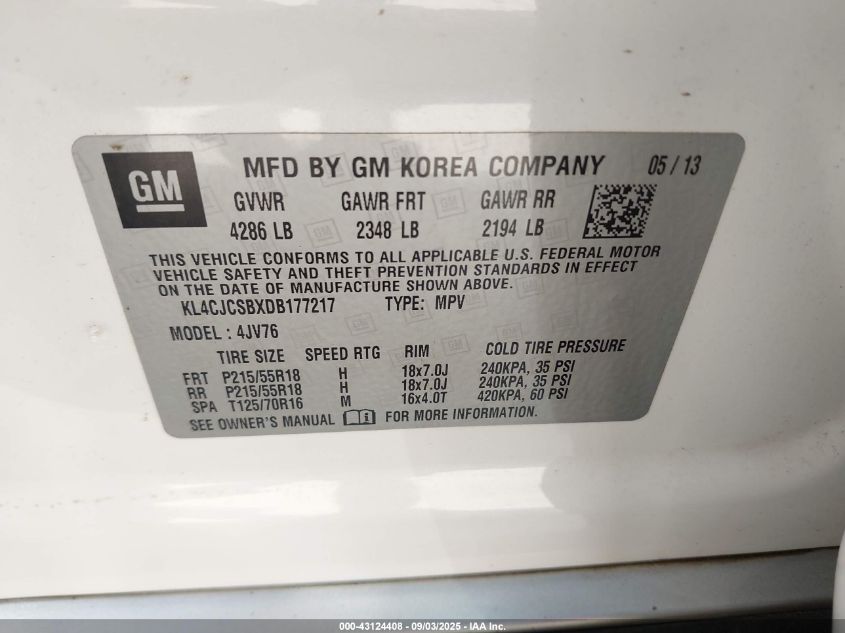 GM
MFD BY GM KOREA COMPANY 05 / 13
GVWR GAWR FRT GAWR RR
4286 LB 2348 LB 2194 LB
THIS VEHICLE CONFORMS TO ALL APPLICABLE U.S. FEDERAL MOTOR
VEHICLE SAFETY AND THEFT PREVENTION STANDARDS IN EFFECT
ON THE DATE OF MANUFACTURE SHOWN ABOVE.
KL4CJCSBXDB177217 TYPE: MPV
MODEL : 4JV76
TIRE SIZE SPEED RTG RIM COLD TIRE PRESSURE
FRT P215/55R18 H 18x7.0J 240KPA, 35 PSI
RR P215/55R18 H 18x7.0J 240KPA, 35 PSI
SPA T125/70R16 M 16x4.0T 420KPA, 60 PSI
SEE OWNER'S MANUAL FOR MORE INFORMATION.
000-43124408 - 09/03/2025 - IAA Inc.